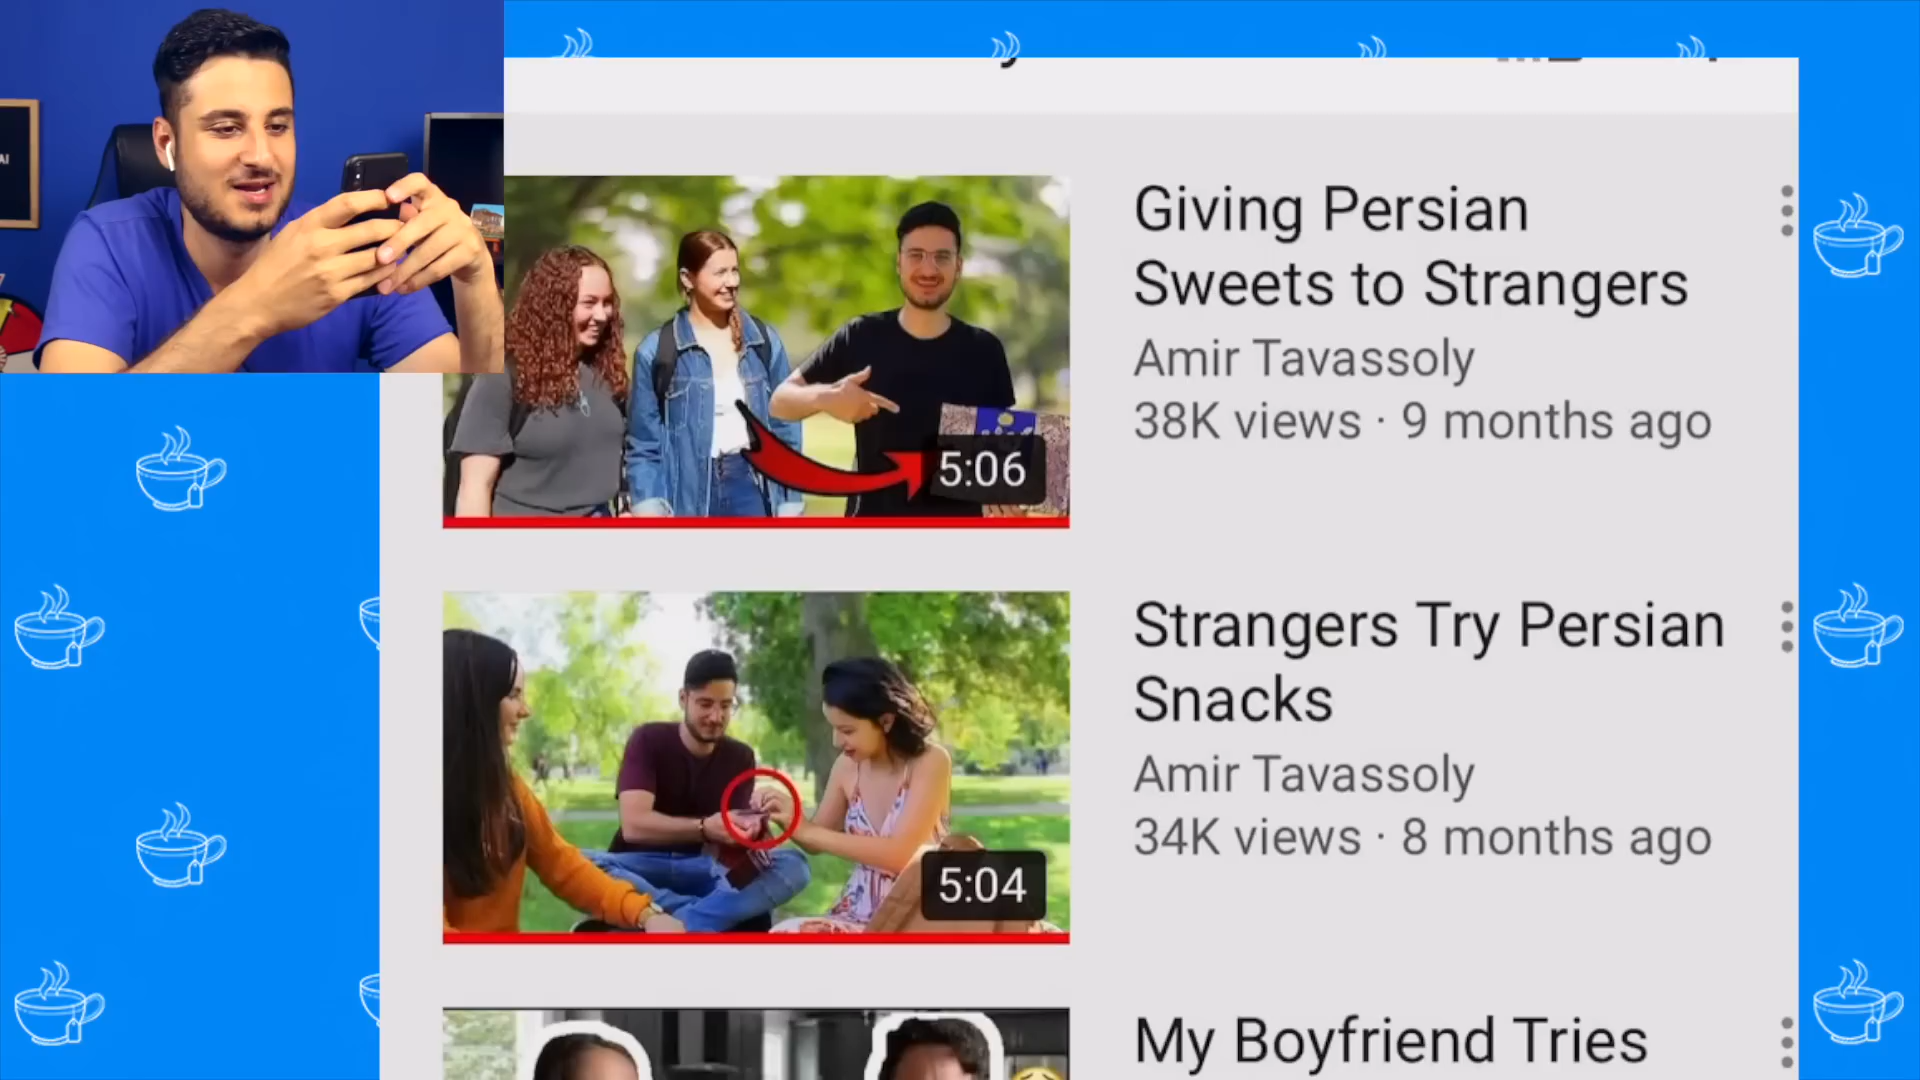 Giving Persian
Sweets to Strangers
Amir Tavassoly
38K views · 9 months ago
5:06
Strangers Try Persian
Snacks
Amir Tavassoly
34K views · 8 months ago
5:04
My Boyfriend Tries
AI